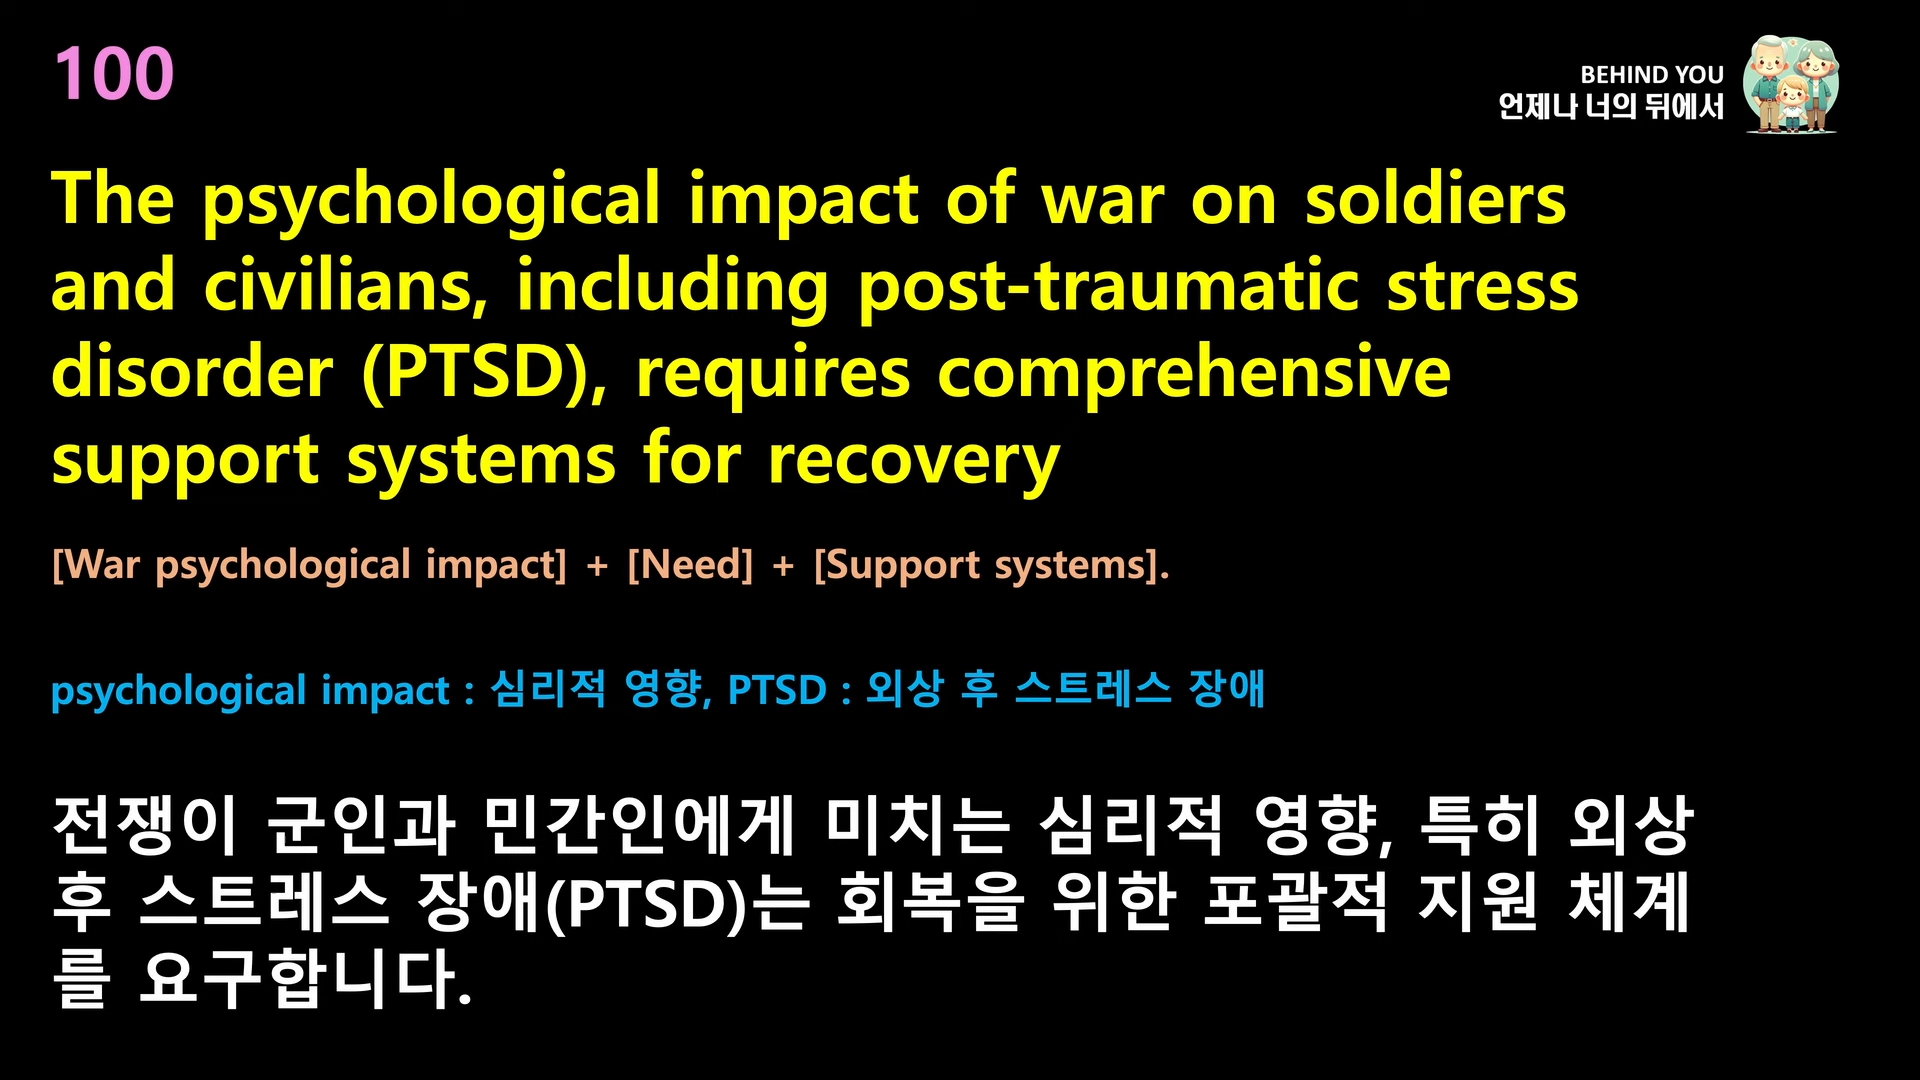 100
BEHIND YOU
언제나 너의 뒤에서
The psychological impact of war on soldiers
and civilians, including post-traumatic stress
disorder (PTSD), requires comprehensive
support systems for recovery
[War psychological impact] + [Need] + [Support systems].
psychological impact : 심리적 영향, PTSD : 외상 후 스트레스 장애
전쟁이 군인과 민간인에게 미치는 심리적 영향, 특히 외상
후 스트레스 장애(PTSD)는 회복을 위한 포괄적 지원 체계
를 요구합니다.